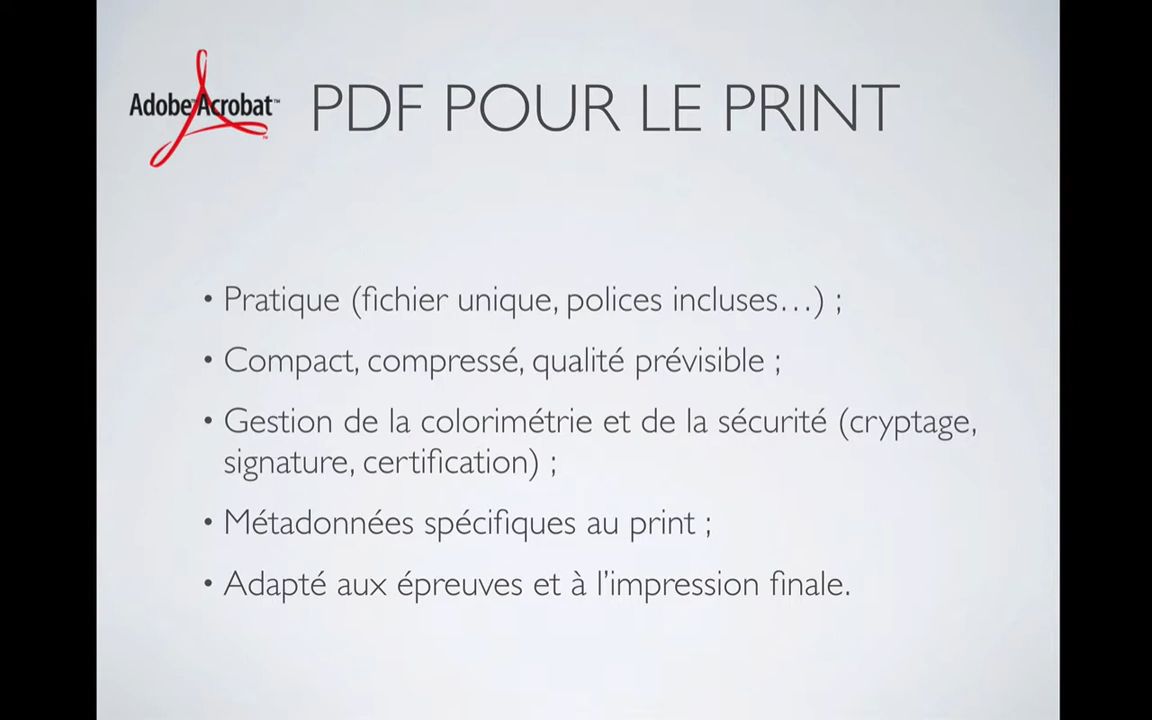 Adobe Acrobat™
PDF POUR LE PRINT
• Pratique (fichier unique, polices incluses…) ;
• Compact, compressé, qualité prévisible ;
• Gestion de la colorimétrie et de la sécurité (cryptage,
signature, certification) ;
• Métadonnées spécifiques au print ;
• Adapté aux épreuves et à l’impression finale.